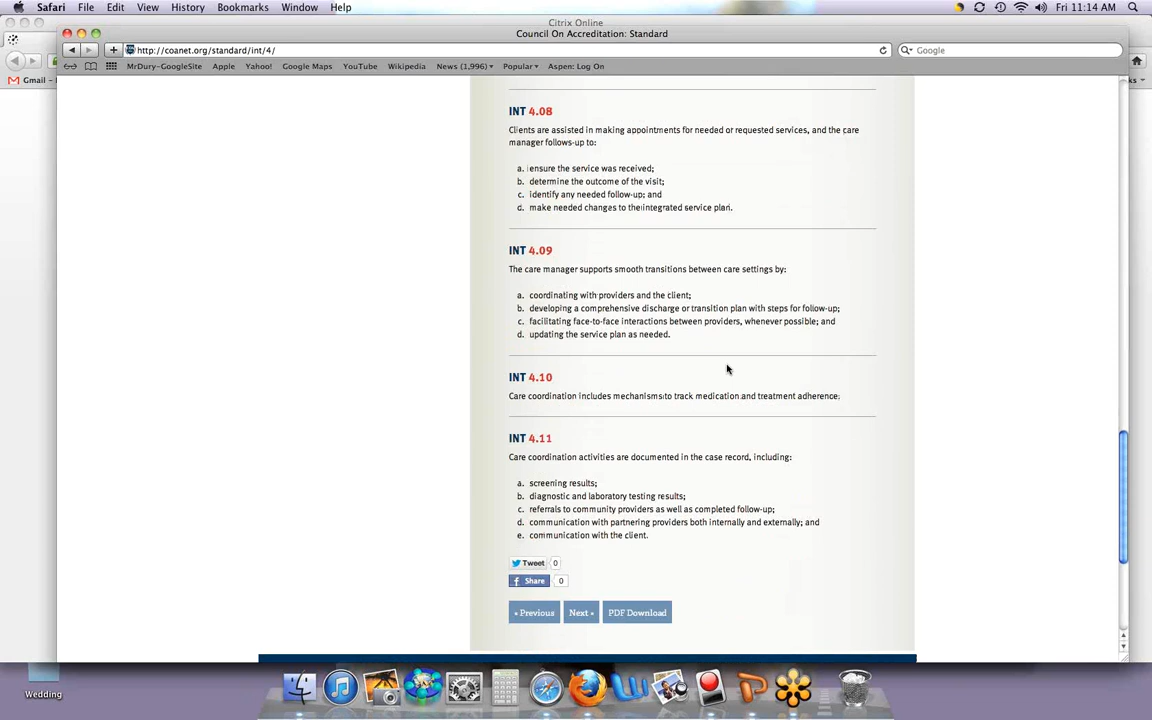 Safari File Edit View History Bookmarks Window Help Fri 11:14 AM
Citrix Online
Council On Accreditation: Standard
http://coanet.org/standard/int/4/ Google
MrDury-GoogleSite Apple Yahoo! Google Maps YouTube Wikipedia News (1,996) Popular Aspen: Log On
Gmail -
INT 4.08
Clients are assisted in making appointments for needed or requested services, and the care
manager follows-up to:
a. ensure the service was received;
b. determine the outcome of the visit;
c. identify any needed follow-up; and
d. make needed changes to the integrated service plan.
INT 4.09
The care manager supports smooth transitions between care settings by:
a. coordinating with providers and the client;
b. developing a comprehensive discharge or transition plan with steps for follow-up;
c. facilitating face-to-face interactions between providers, whenever possible; and
d. updating the service plan as needed.
INT 4.10
Care coordination includes mechanisms to track medication and treatment adherence.
INT 4.11
Care coordination activities are documented in the case record, including:
a. screening results;
b. diagnostic and laboratory testing results;
c. referrals to community providers as well as completed follow-up;
d. communication with partnering providers both internally and externally; and
e. communication with the client.
Tweet 0
Share 0
« Previous Next » PDF Download
Wedding